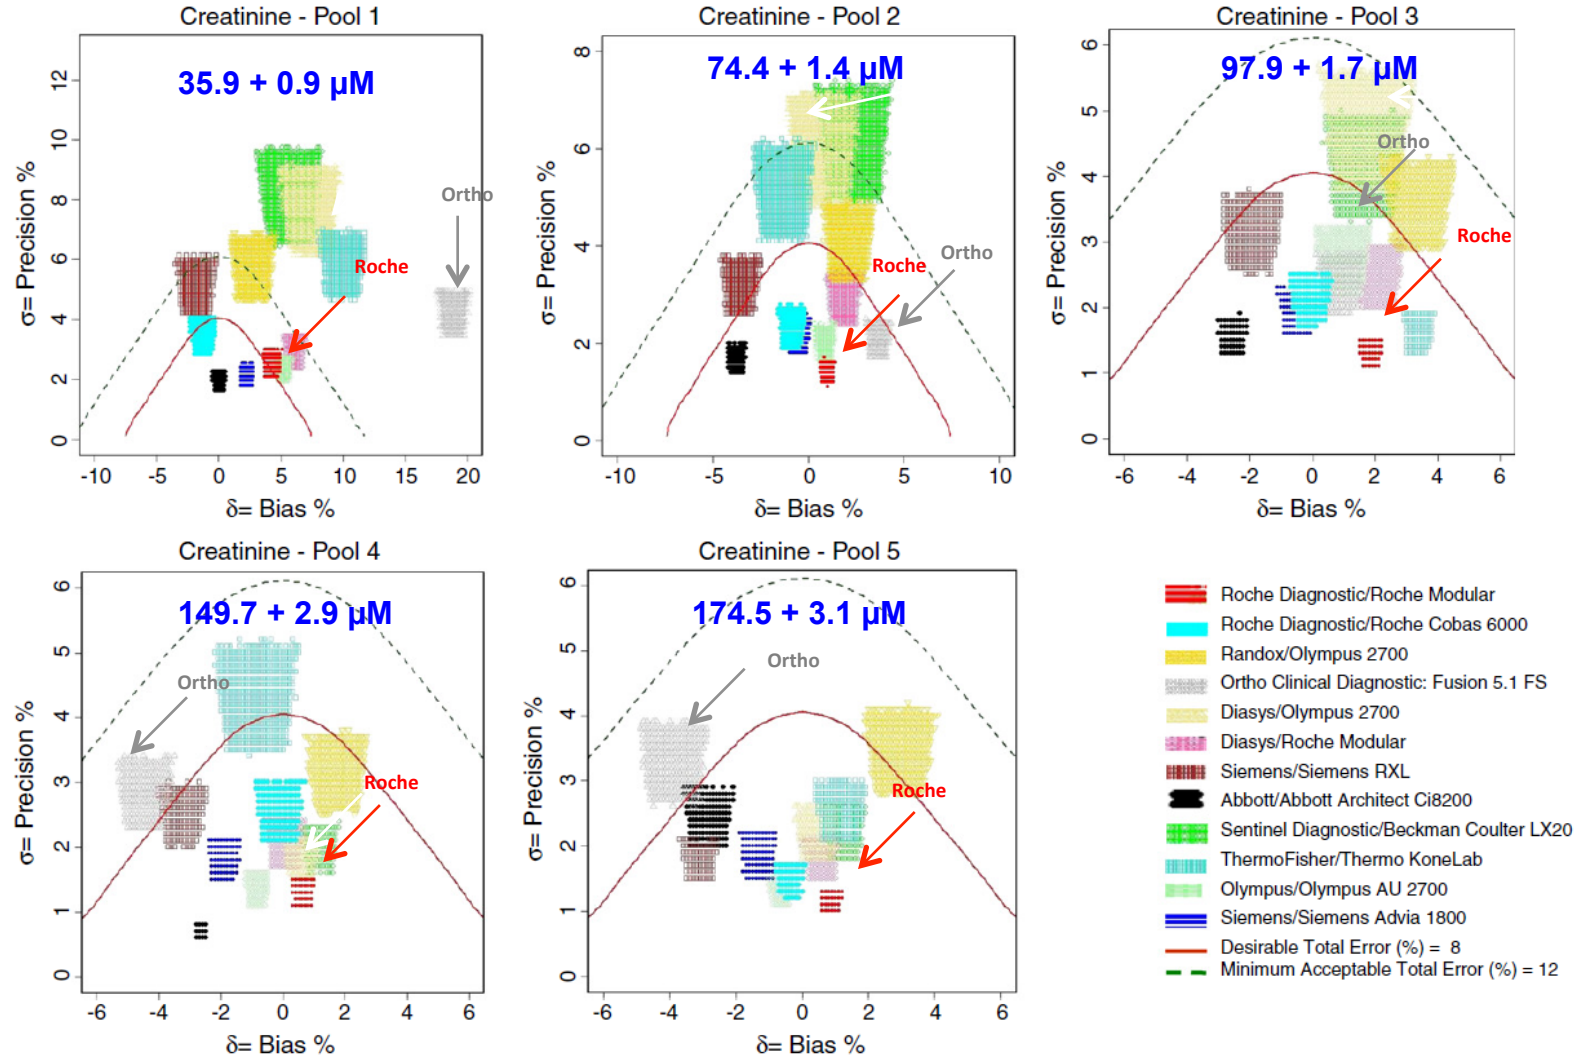 Creatinine - Pool 1
35.9 + 0.9 µM
Ortho
Roche
σ= Precision %
0 2 4 6 8 10 12
-10 -5 0 5 10 15 20
δ= Bias %
Creatinine - Pool 2
74.4 + 1.4 µM
Roche
Ortho
σ= Precision %
0 2 4 6 8
-5 0 5 10
δ= Bias %
Creatinine - Pool 3
97.9 + 1.7 µM
Ortho
Roche
σ= Precision %
0 1 2 3 4 5 6
-6 -4 -2 0 2 4 6
δ= Bias %
Creatinine - Pool 4
149.7 + 2.9 µM
Ortho
Roche
σ= Precision %
0 1 2 3 4 5 6
-6 -4 -2 0 2 4 6
δ= Bias %
Creatinine - Pool 5
174.5 + 3.1 µM
Ortho
Roche
σ= Precision %
0 1 2 3 4 5 6
-6 -4 -2 0 2 4 6
δ= Bias %
Roche Diagnostic/Roche Modular
Roche Diagnostic/Roche Cobas 6000
Randox/Olympus 2700
Ortho Clinical Diagnostic: Fusion 5.1 FS
Diasys/Olympus 2700
Diasys/Roche Modular
Siemens/Siemens RXL
Abbott/Abbott Architect Ci8200
Sentinel Diagnostic/Beckman Coulter LX20
ThermoFisher/Thermo KoneLab
Olympus/Olympus AU 2700
Siemens/Siemens Advia 1800
Desirable Total Error (%) = 8
Minimum Acceptable Total Error (%) = 12